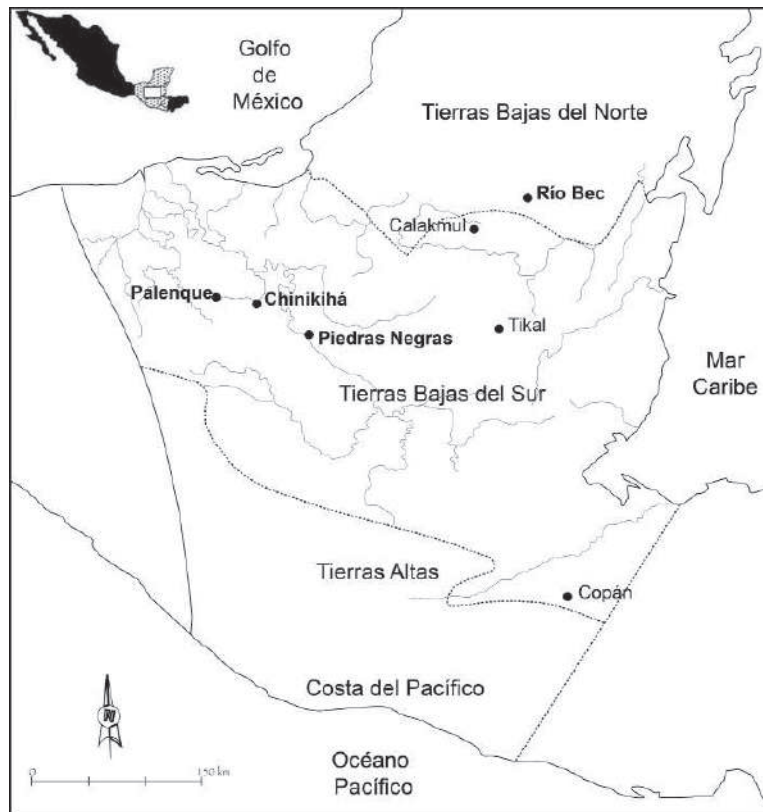 Golfo
de
México
Tierras Bajas del Norte
Río Bec
Calakmul
Palenque
Chinikihá
Piedras Negras
Tikal
Mar
Caribe
Tierras Bajas del Sur
Tierras Altas
Copán
Costa del Pacífico
N
0 150 km
Océano
Pacífico